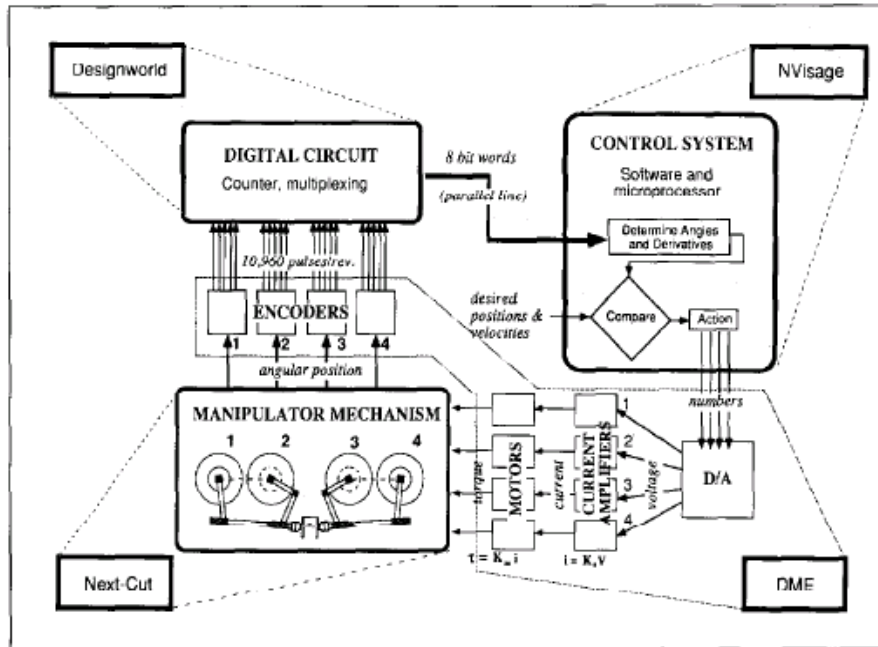 Designworld
NVisage
DIGITAL CIRCUIT
Counter, multiplexing
8 bit words
(parallel line)
CONTROL SYSTEM
Software and
microprocessor
Determine Angles
and Derivatives
10,960 pulses/rev.
ENCODERS
1 2 3 4
angular position
desired
positions &
velocities
Compare
Action
numbers
MANIPULATOR MECHANISM
1 2 3 4
torque
MOTORS
current
CURRENT
AMPLIFIERS
1
2
3
4
voltage
D/A
τ = Km i
i = K, V
Next-Cut
DME